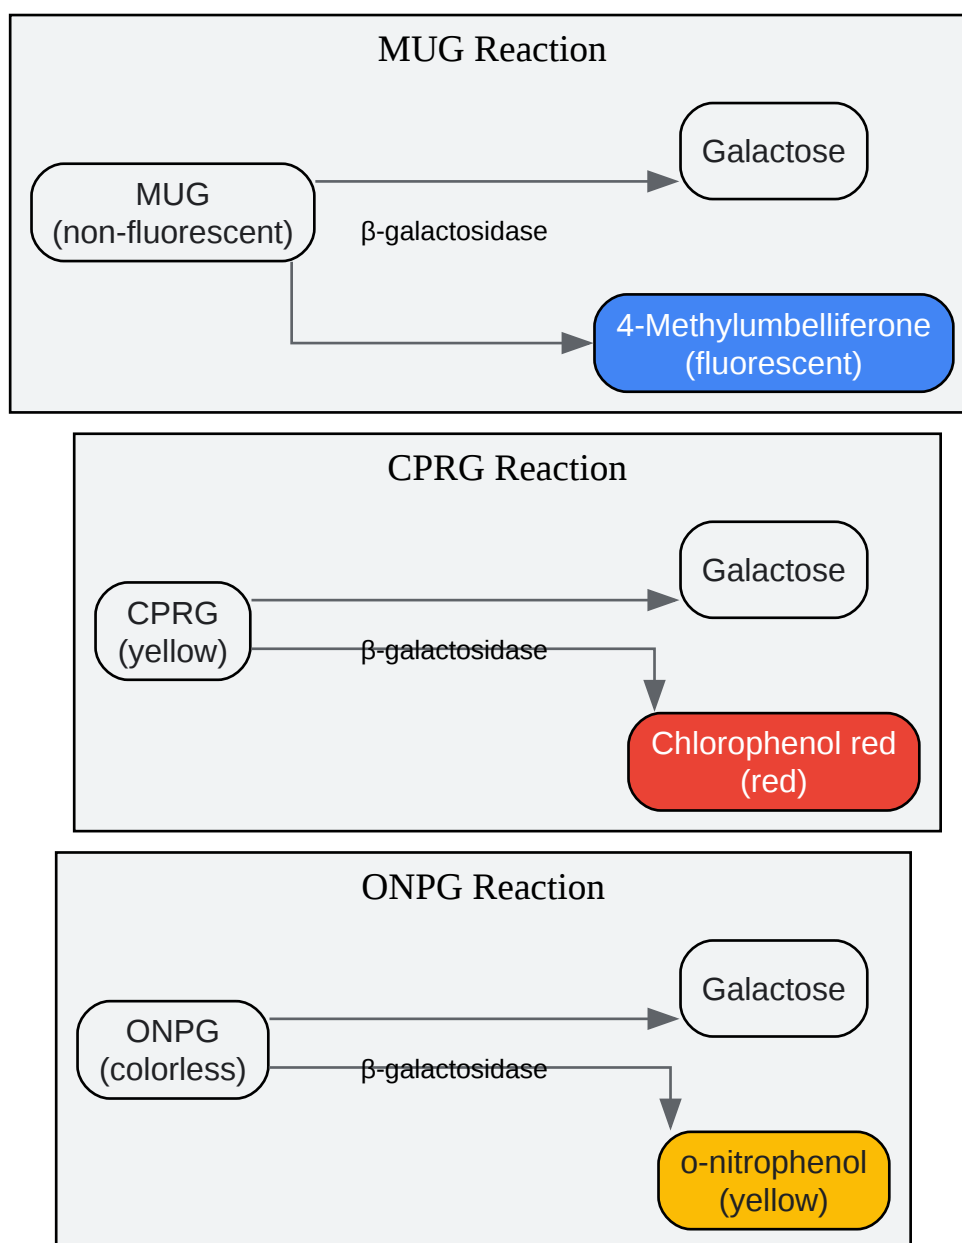 MUG Reaction
Galactose
MUG
(non-fluorescent)
β-galactosidase
4-Methylumbelliferone
(fluorescent)
CPRG Reaction
Galactose
CPRG
(yellow)
β-galactosidase
Chlorophenol red
(red)
ONPG Reaction
Galactose
ONPG
(colorless)
β-galactosidase
o-nitrophenol
(yellow)